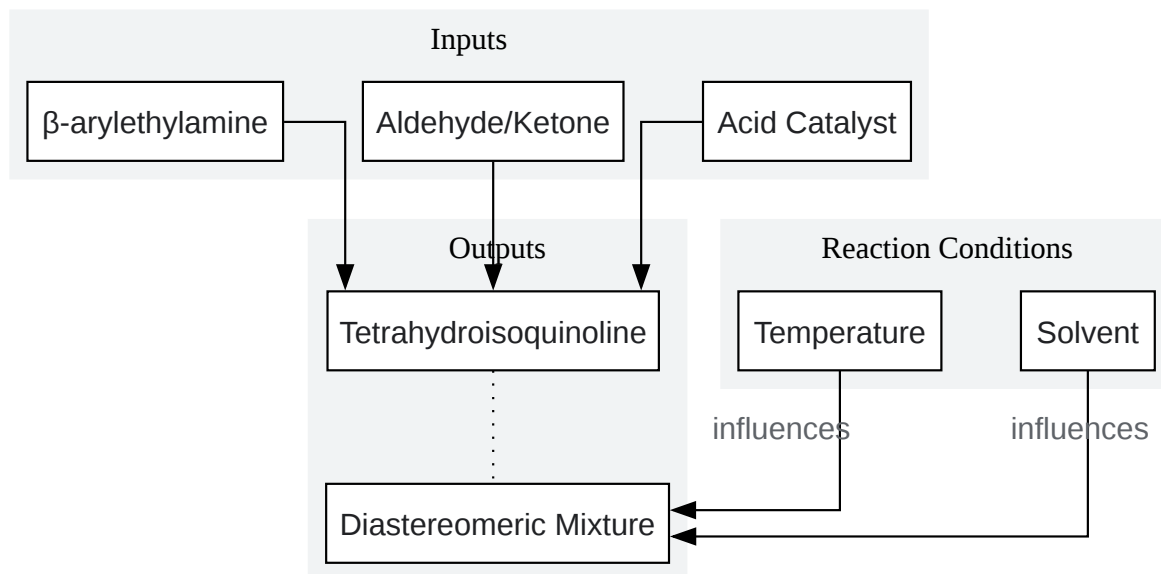 Inputs
β-arylethylamine
Aldehyde/Ketone
Acid Catalyst
Outputs
Reaction Conditions
Tetrahydroisoquinoline
Temperature
Solvent
influences
influences
Diastereomeric Mixture